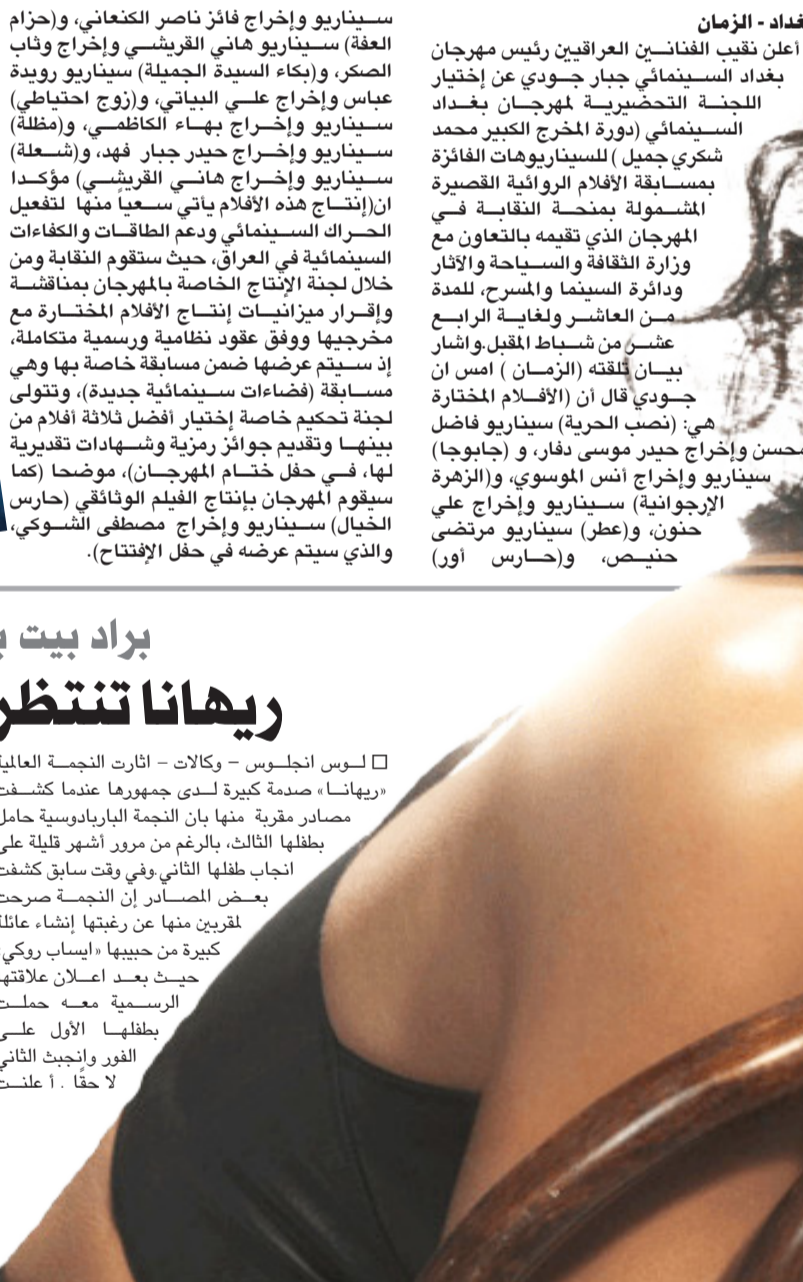 غداد - الزمان
أعلن نقيب الفنانين العراقيين رئيس مهرجان
بغداد السينمائي جبار جودي عن إختيار
اللجنة التحضيرية لمهرجان بغداد
السينمائي (دورة المخرج الكبير محمد
شكري جميل ) للسيناريوهات الفائزة
بمسابقة الأفلام الروائية القصيرة
المشمولة بمنحة النقابة في
المهرجان الذي تقيمه بالتعاون مع
وزارة الثقافة والسياحة والآثار
ودائرة السينما والمسرح، للمدة
من العاشر ولغاية الرابع
عشر من شباط المقبل.واشار
بيان تلقته (الزمان ) امس ان
جودي قال أن (الأفلام المختارة
هي: (نصب الحرية) سيناريو فاضل
محسن وإخراج حيدر موسى دفار، و (جابوجا)
سيناريو وإخراج أنس الموسوي، و(الزهرة
الإرجوانية) سيناريو وإخراج علي
حنون، و(عطر) سيناريو مرتضى
حنيص، و(حارس أور)
سيناريو وإخراج فائز ناصر الكنعاني، و(حزام
العفة) سيناريو هاني القريشي وإخراج وثاب
الصكر، و(بكاء السيدة الجميلة) سيناريو رويدة
عباس وإخراج علي البياتي، و(زوج احتياطي)
سيناريو وإخراج بهاء الكاظمي، و(مظلة)
سيناريو وإخراج حيدر جبار فهد، و(شعلة)
سيناريو وإخراج هاني القريشي) مؤكدا
ان(إنتاج هذه الأفلام يأتي سعياً منها لتفعيل
الحراك السينمائي ودعم الطاقات والكفاءات
السينمائية في العراق، حيث ستقوم النقابة ومن
خلال لجنة الإنتاج الخاصة بالمهرجان بمناقشة
وإقرار ميزانيات إنتاج الأفلام المختارة مع
مخرجيها ووفق عقود نظامية ورسمية متكاملة،
إذ سيتم عرضها ضمن مسابقة خاصة بها وهي
مسابقة (فضاءات سينمائية جديدة)، وتتولى
لجنة تحكيم خاصة إختيار أفضل ثلاثة أفلام من
بينها وتقديم جوائز رمزية وشهادات تقديرية
لها، في حفل ختام المهرجان)، موضحا (كما
سيقوم المهرجان بإنتاج الفيلم الوثائقي (حارس
الخيال) سيناريو وإخراج مصطفى الشوكي،
والذي سيتم عرضه في حفل الإفتتاح).
براد بيت
ريهانا تنتظر
□ لوس انجلوس – وكالات – اثارت النجمة العالمية
«ريهانا» صدمة كبيرة لدى جمهورها عندما كشفت
مصادر مقربة منها بان النجمة الباربادوسية حامل
بطفلها الثالث، بالرغم من مرور أشهر قليلة على
انجاب طفلها الثاني.وفي وقت سابق كشفت
بعض المصادر إن النجمة صرحت
لمقربين منها عن رغبتها إنشاء عائلة
كبيرة من حبيبها «ايساب روكي»
حيث بعد اعلان علاقتها
الرسمية معه حملت
بطفلها الأول على
الفور وانجبت الثاني
لاحقًا . أعلنت